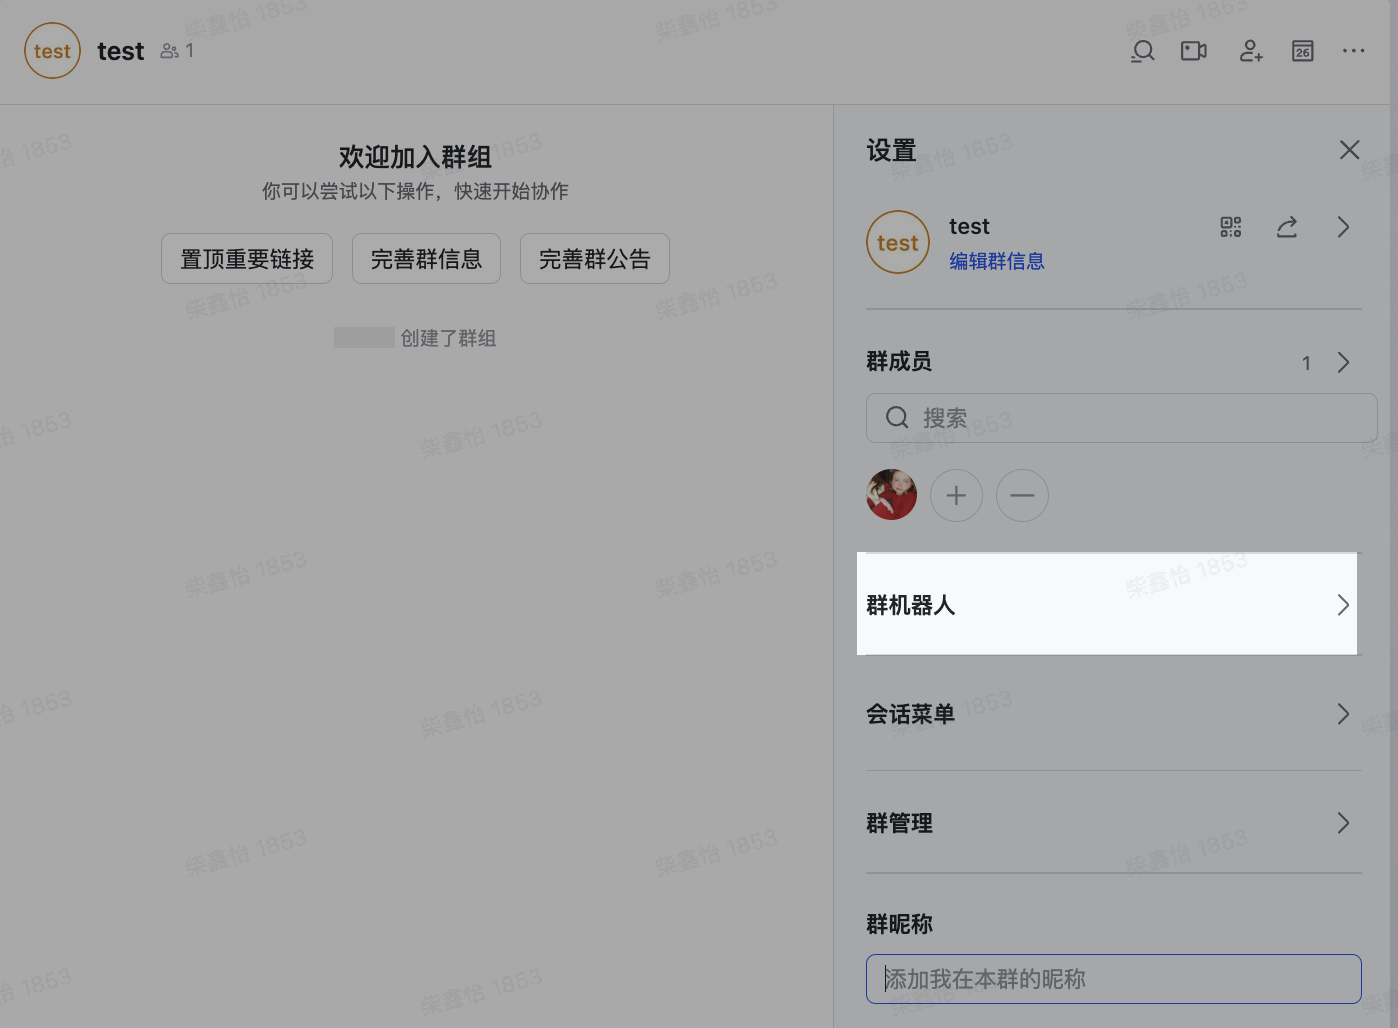 test
test
1
26
欢迎加入群组
你可以尝试以下操作，快速开始协作
置顶重要链接
完善群信息
完善群公告
创建了群组
设置
test
test
编辑群信息
群成员
1
搜索
群机器人
会话菜单
群管理
群昵称
添加我在本群的昵称
柴鑫怡 1853